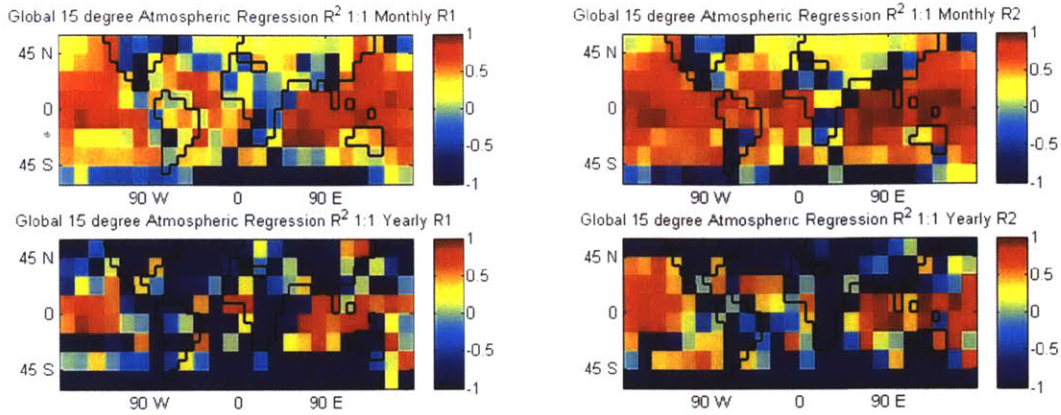 Global 15 degree Atmospheric Regression R² 1:1 Monthly R1
45 N
0
45 S
90 W 0 90 E
1
0.5
0
-0.5
-1
Global 15 degree Atmospheric Regression R² 1:1 Monthly R2
45 N
0
45 S
90 W 0 90 E
1
0.5
0
-0.5
-1
Global 15 degree Atmospheric Regression R² 1:1 Yearly R1
45 N
0
45 S
90 W 0 90 E
1
0.5
0
-0.5
-1
Global 15 degree Atmospheric Regression R² 1:1 Yearly R2
45 N
0
45 S
90 W 0 90 E
1
0.5
0
-0.5
-1